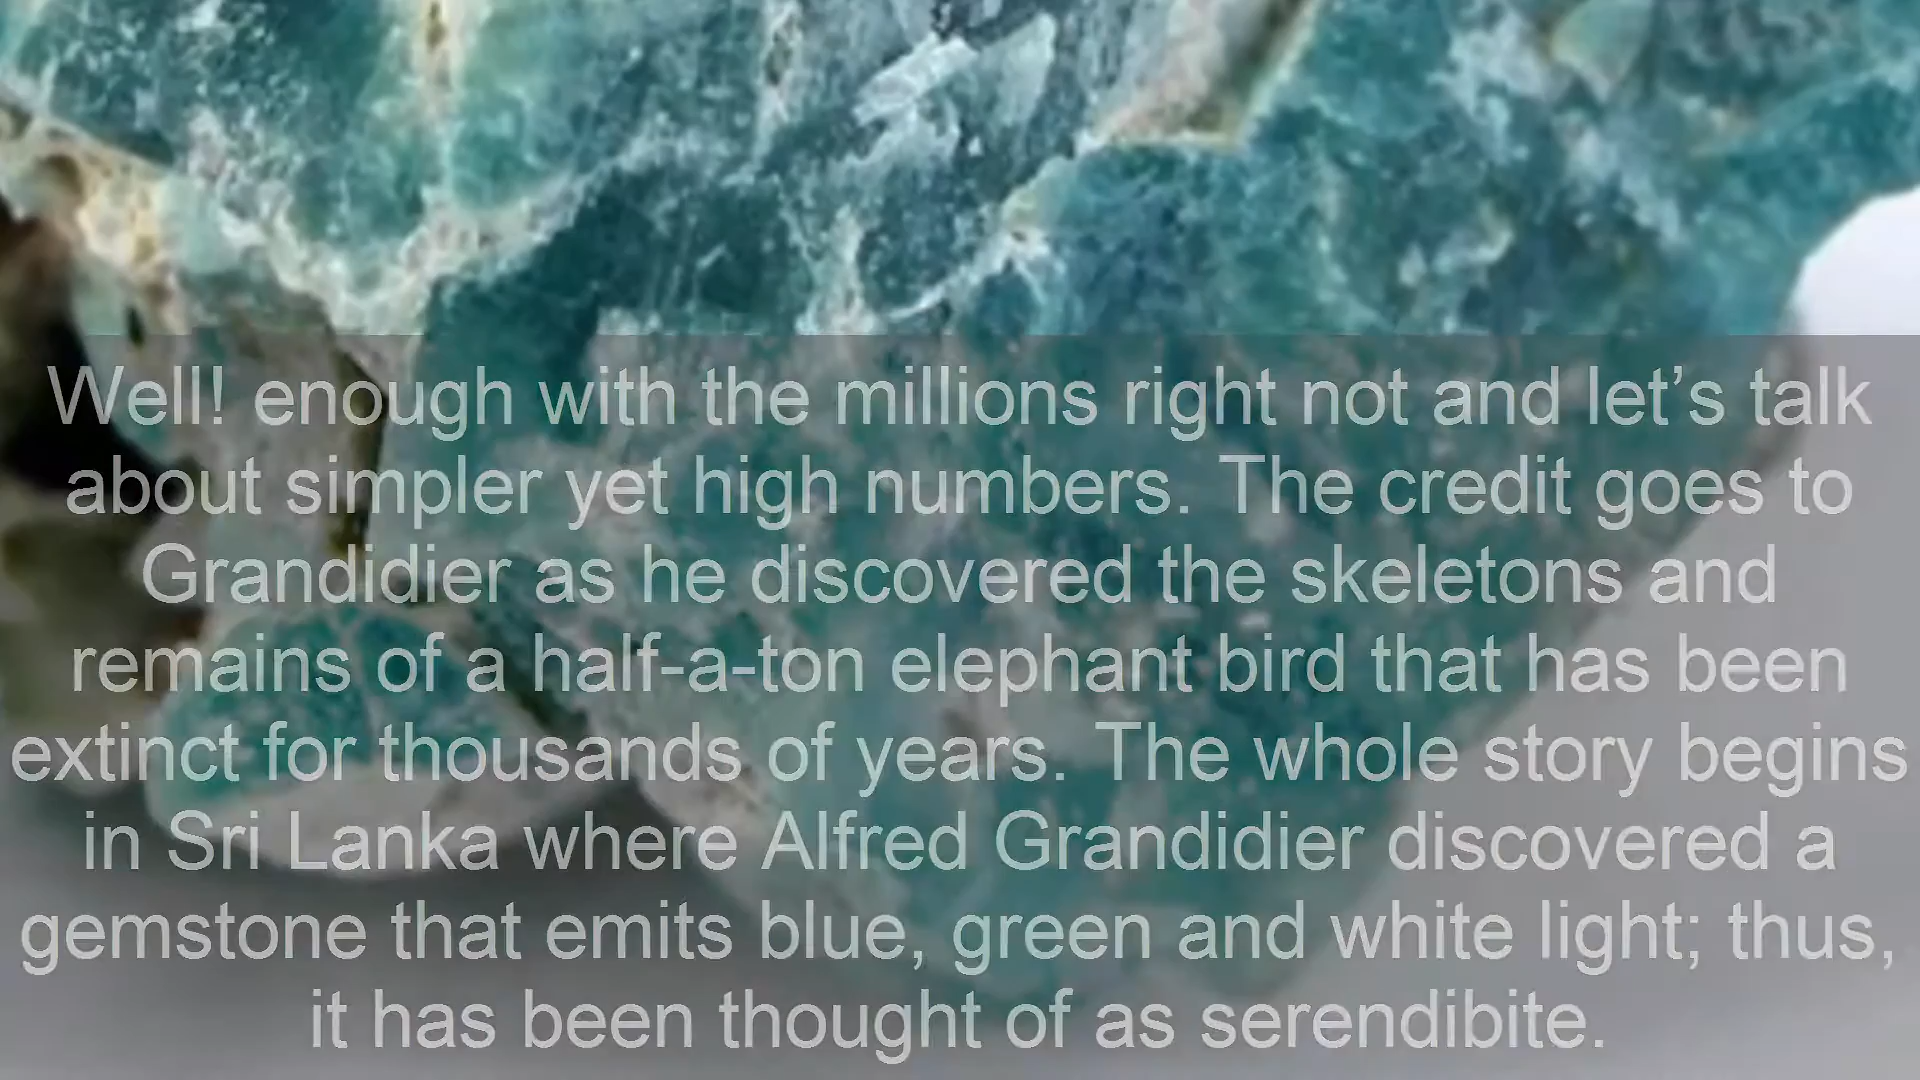 Well! enough with the millions right not and let’s talk
about simpler yet high numbers. The credit goes to
Grandidier as he discovered the skeletons and
remains of a half-a-ton elephant bird that has been
extinct for thousands of years. The whole story begins
in Sri Lanka where Alfred Grandidier discovered a
gemstone that emits blue, green and white light; thus,
it has been thought of as serendibite.